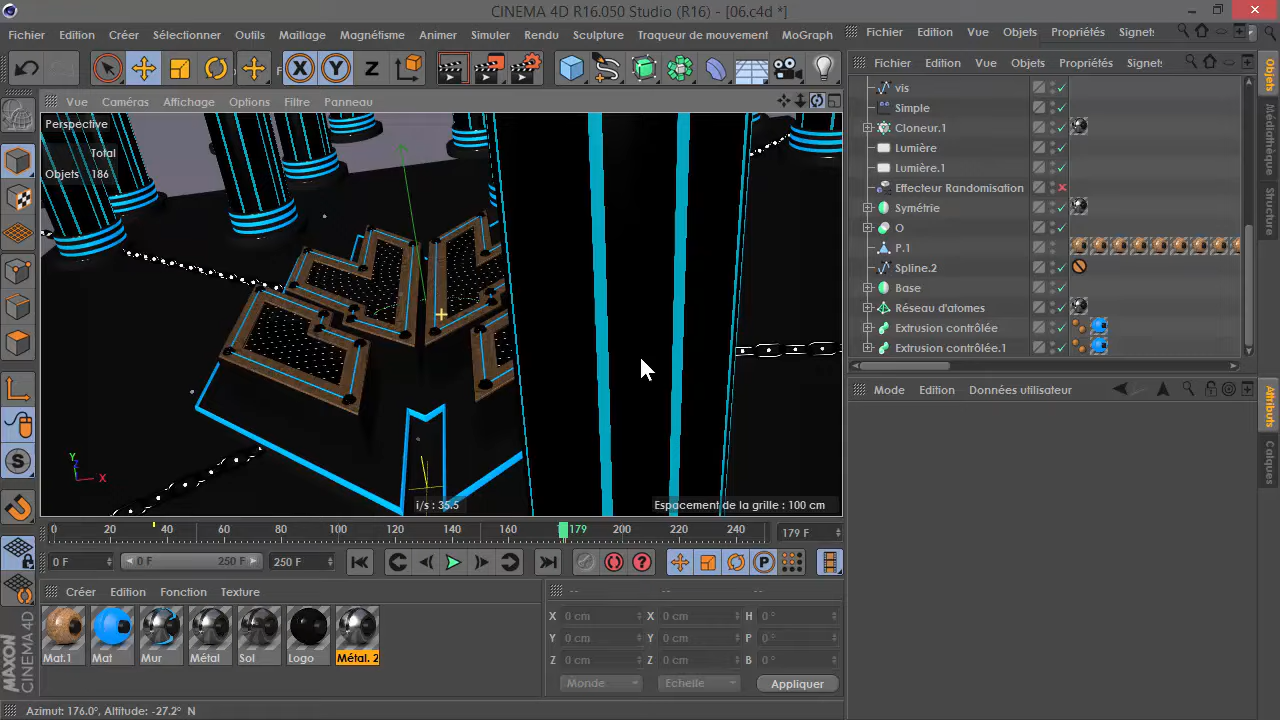 CINEMA 4D R16.050 Studio (R16) - [06.c4d *]
Fichier Edition Créer Sélectionner Outils Maillage Magnétisme Animer Simuler Rendu Sculpture Traqueur de mouvement MoGraph
Fichier Edition Vue Objets Propriétés Signet
X Y Z
Vue Caméras Affichage Options Filtre Panneau
Fichier Edition Vue Objets Propriétés Signet
Perspective
Total
Objets 186
vis
Simple
Cloneur.1
Lumière
Lumière.1
Effecteur Randomisation
Symétrie
O
P.1
Spline.2
Base
Réseau d'atomes
Extrusion contrôlée
Extrusion contrôlée.1
Objets
Médiathèque
Structure
Mode Edition Données utilisateur
Attributs
Calques
Y
X
Z
i/s : 35.5
Espacement de la grille : 100 cm
0 20 40 60 80 100 120 140 160 179 200 220 240
179 F
0 F 0 F 250 F 250 F
Créer Edition Fonction Texture
-- -- --
X 0 cm X 0 cm H 0 °
Y 0 cm Y 0 cm P 0 °
Z 0 cm Z 0 cm B 0 °
Monde Echelle Appliquer
Mat.1 Mat Mur Métal Sol Logo Métal. 2
MAXON
CINEMA 4D
Azimut: 176.0°, Altitude: -27.2° N